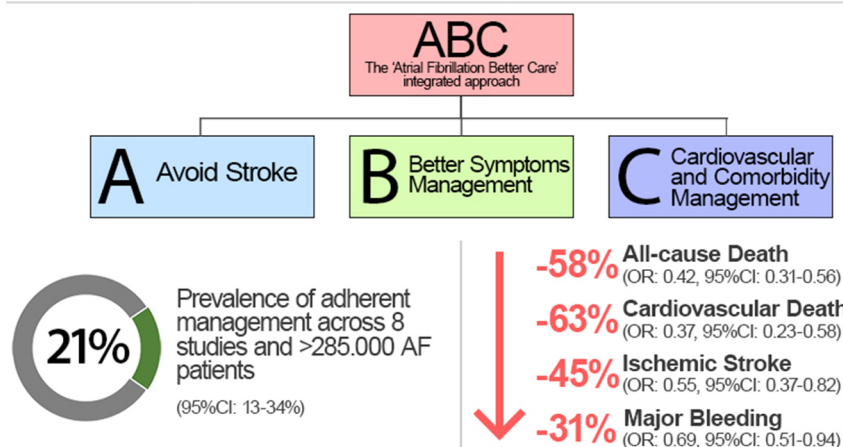 ABC
The 'Atrial Fibrillation Better Care'
integrated approach
A
Avoid Stroke
B
Better Symptoms
Management
C
Cardiovascular
and Comorbidity
Management
21%
Prevalence of adherent
management across 8
studies and >285.000 AF
patients
(95%CI: 13-34%)
-58% All-cause Death
(OR: 0.42, 95%CI: 0.31-0.56)
-63% Cardiovascular Death
(OR: 0.37, 95%CI: 0.23-0.58)
-45% Ischemic Stroke
(OR: 0.55, 95%CI: 0.37-0.82)
-31% Major Bleeding
(OR: 0.69, 95%CI: 0.51-0.94)